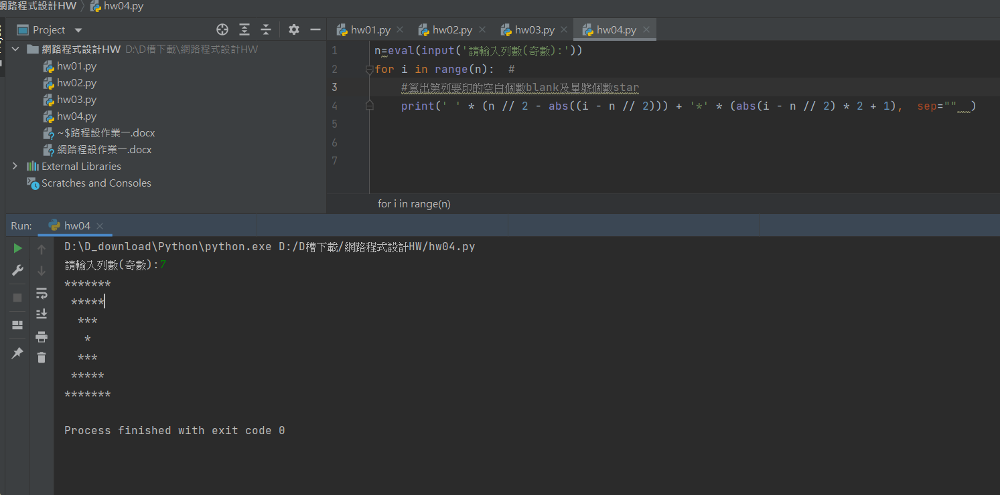 網路程式設計HW 〉 hw04.py
Project
hw01.py hw02.py hw03.py hw04.py
網路程式設計HW D:\D槽下載\網路程式設計HW
hw01.py
hw02.py
hw03.py
hw04.py
~$路程設作業一.docx
網路程設作業一.docx
External Libraries
Scratches and Consoles
1 n=eval(input('請輸入列數(奇數):'))
2 for i in range(n):  #
3     #算出第列要印的空白個數blank及星號個數star
4     print(' ' * (n // 2 - abs((i - n // 2))) + '*' * (abs(i - n // 2) * 2 + 1),  sep=""  )
5
6
7
for i in range(n)
Run: hw04
D:\D_download\Python\python.exe D:/D槽下載/網路程式設計HW/hw04.py
請輸入列數(奇數):7
*******
 *****
  ***
   *
  ***
 *****
*******
Process finished with exit code 0